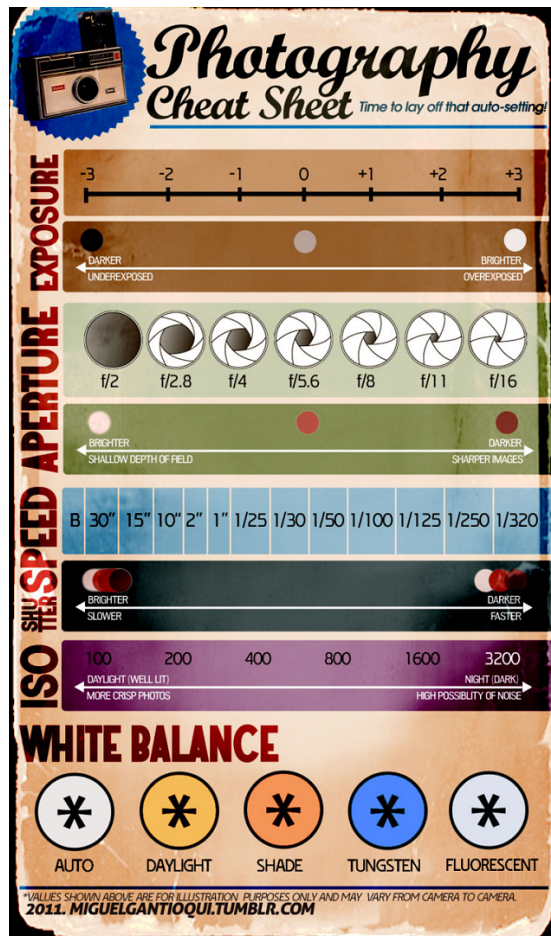 Photography
Cheat Sheet Time to lay off that auto-setting!
EXPOSURE
-3 -2 -1 0 +1 +2 +3
DARKER BRIGHTER
UNDEREXPOSED OVEREXPOSED
APERTURE
f/2 f/2.8 f/4 f/5.6 f/8 f/11 f/16
BRIGHTER DARKER
SHALLOW DEPTH OF FIELD SHARPER IMAGES
SHUTTER SPEED
B 30” 15” 10” 2” 1” 1/25 1/30 1/50 1/100 1/125 1/250 1/320
BRIGHTER DARKER
SLOWER FASTER
ISO
100 200 400 800 1600 3200
DAYLIGHT (WELL LIT) NIGHT (DARK)
MORE CRISP PHOTOS HIGH POSSIBLITY OF NOISE
WHITE BALANCE
AUTO DAYLIGHT SHADE TUNGSTEN FLUORESCENT
*VALUES SHOWN ABOVE ARE FOR ILLUSTRATION PURPOSES ONLY AND MAY VARY FROM CAMERA TO CAMERA.
2011. MIGUELGANTIOQUI.TUMBLR.COM